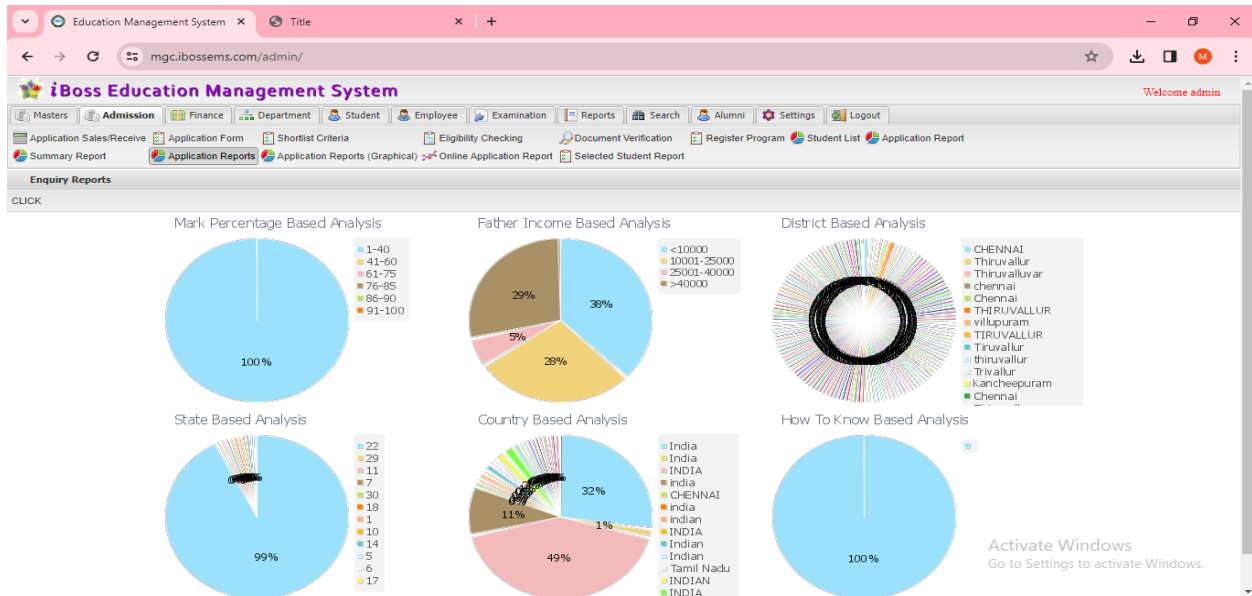 Education Management System
Title
mgc.ibossems.com/admin/
M
iBoss Education Management System
Welcome admin
Masters Admission Finance Department Student Employee Examination Reports Search Alumni Settings Logout
Application Sales/Receive Application Form Shortlist Criteria Eligibility Checking Document Verification Register Program Student List Application Report
Summary Report Application Reports Application Reports (Graphical) Online Application Report Selected Student Report
Enquiry Reports
CLICK
Mark Percentage Based Analysis
1-40
41-60
61-75
76-85
86-90
91-100
100%
Father Income Based Analysis
<10000
10001-25000
25001-40000
>40000
29%
38%
5%
28%
District Based Analysis
CHENNAI
Thiruvallur
Thiruvalluvar
chennai
Chennai
THIRUVALLUR
villupuram
TIRUVALLUR
Tiruvallur
thiruvallur
Trivallur
Kancheepuram
Chennai
State Based Analysis
22
29
11
7
30
18
1
10
14
5
6
17
99%
Country Based Analysis
India
India
INDIA
india
CHENNAI
india
indian
INDIA
Indian
Indian
Tamil Nadu
INDIAN
INDIA
32%
1%
11%
49%
How To Know Based Analysis
100%
Activate Windows
Go to Settings to activate Windows.